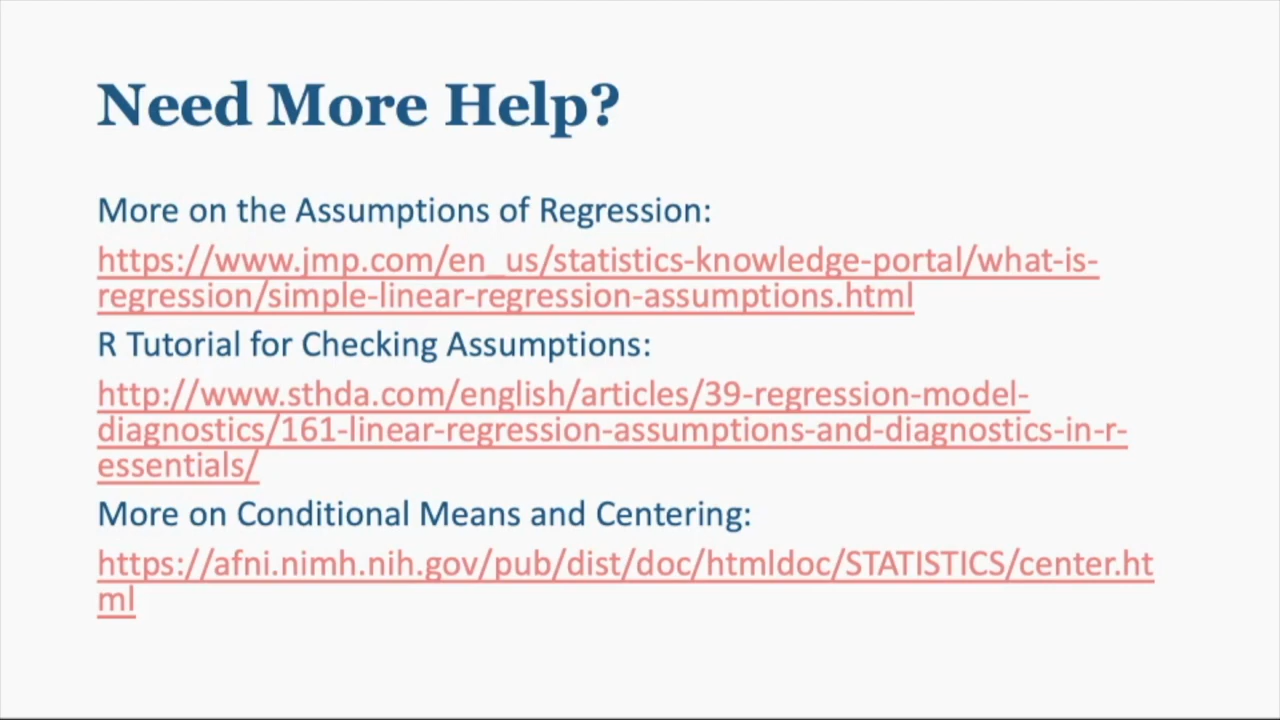 Need More Help?
More on the Assumptions of Regression:
https://www.jmp.com/en_us/statistics-knowledge-portal/what-is-
regression/simple-linear-regression-assumptions.html
R Tutorial for Checking Assumptions:
http://www.sthda.com/english/articles/39-regression-model-
diagnostics/161-linear-regression-assumptions-and-diagnostics-in-r-
essentials/
More on Conditional Means and Centering:
https://afni.nimh.nih.gov/pub/dist/doc/htmldoc/STATISTICS/center.ht
ml